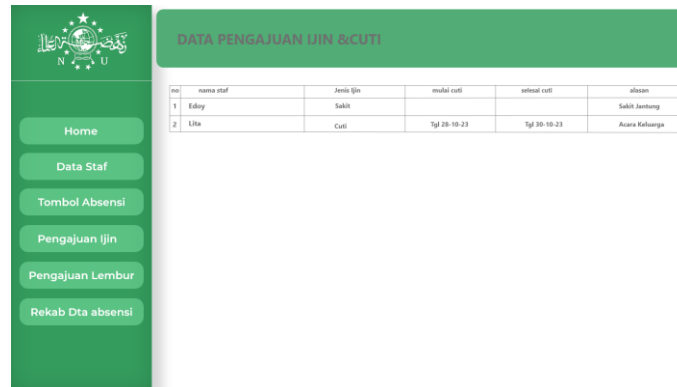 N U
DATA PENGAJUAN IJIN &CUTI
no nama staf Jenis Ijin mulai cuti selesai cuti alasan
1 Edoy Sakit Sakit Jantung
2 Lita Cuti Tgl 28-10-23 Tgl 30-10-23 Acara Keluarga
Home
Data Staf
Tombol Absensi
Pengajuan Ijin
Pengajuan Lembur
Rekab Dta absensi